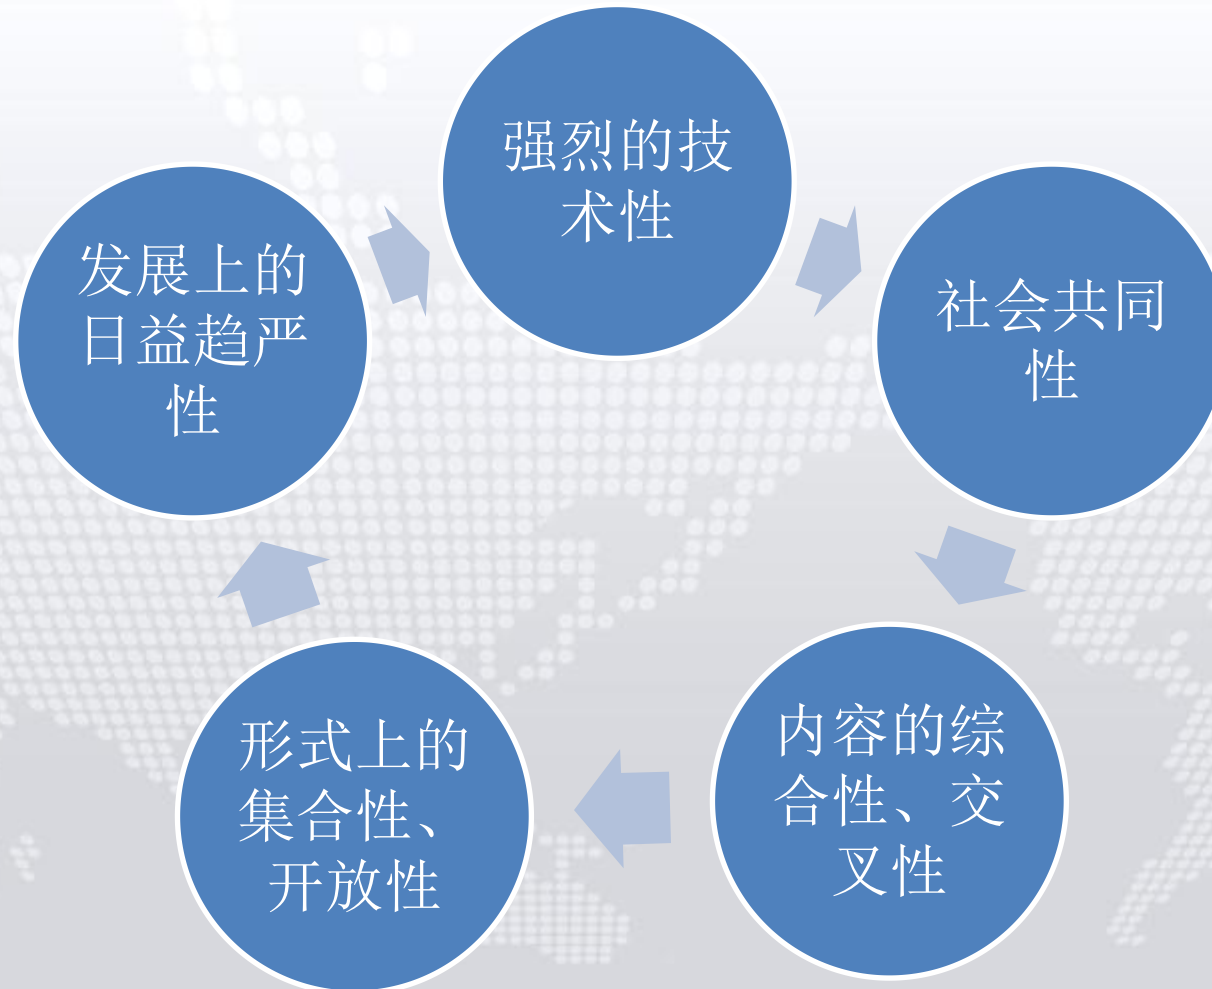 强烈的技
术性
社会共同
性
内容的综
合性、交
叉性
形式上的
集合性、
开放性
发展上的
日益趋严
性